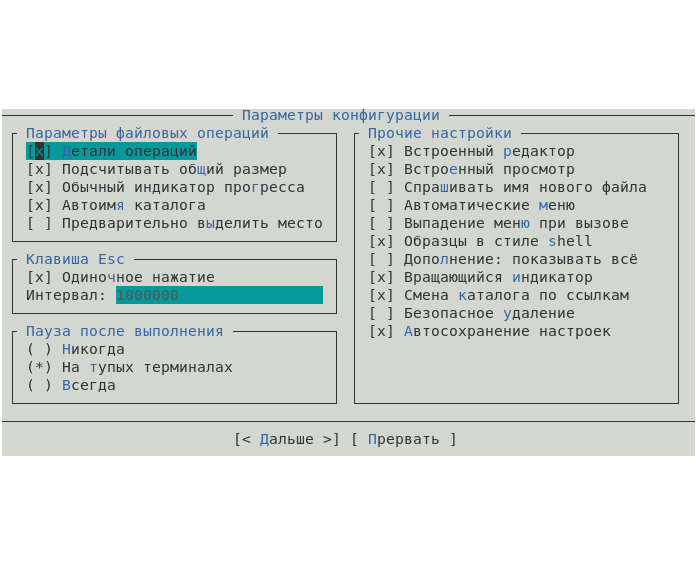 Параметры конфигурации
Параметры файловых операций
[x] Детали операций
[x] Подсчитывать общий размер
[x] Обычный индикатор прогресса
[x] Автоимя каталога
[ ] Предварительно выделить место
Клавиша Esc
[x] Одиночное нажатие
Интервал: 1000000
Пауза после выполнения
( ) Никогда
(*) На тупых терминалах
( ) Всегда
Прочие настройки
[x] Встроенный редактор
[x] Встроенный просмотр
[ ] Спрашивать имя нового файла
[ ] Автоматические меню
[ ] Выпадение меню при вызове
[x] Образцы в стиле shell
[ ] Дополнение: показывать всё
[x] Вращающийся индикатор
[x] Смена каталога по ссылкам
[ ] Безопасное удаление
[x] Автосохранение настроек
[< Дальше >] [ Прервать ]